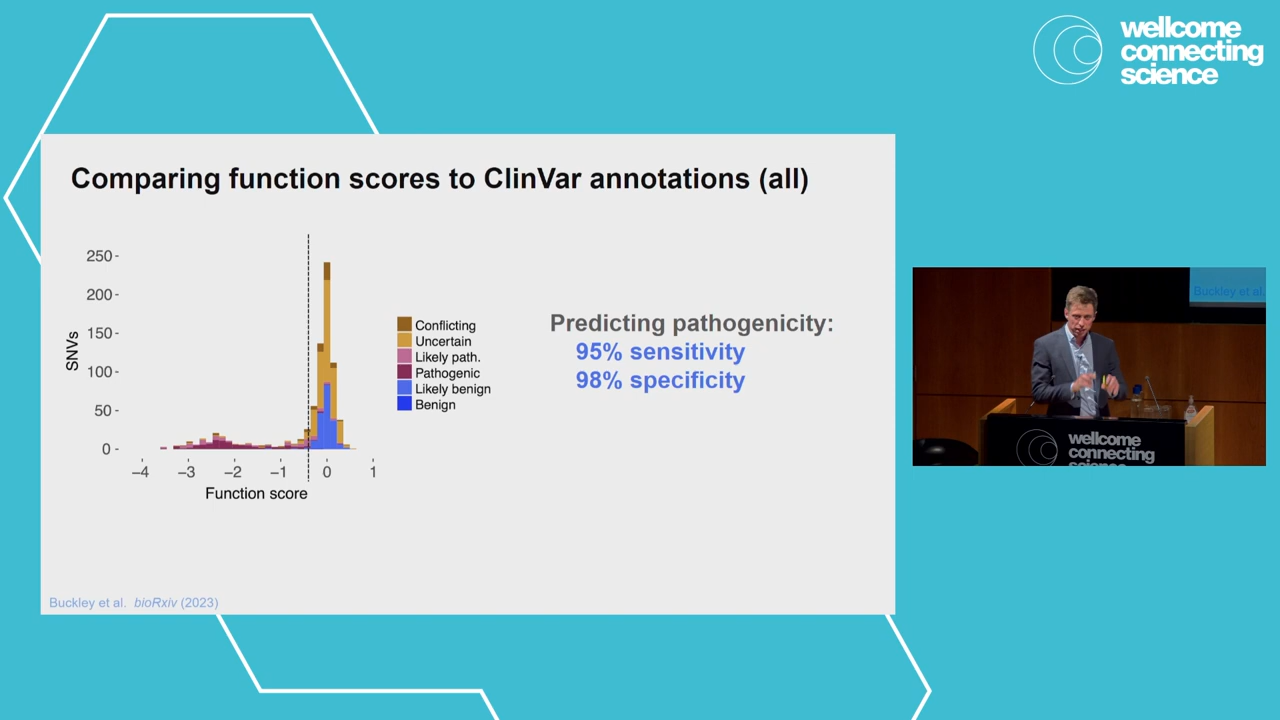 wellcome
connecting
science
Comparing function scores to ClinVar annotations (all)
250
200
150
100
50
0
SNVs
−4
−3
−2
−1
0
1
Function score
Conflicting
Uncertain
Likely path.
Pathogenic
Likely benign
Benign
Predicting pathogenicity:
95% sensitivity
98% specificity
Buckley et al. bioRxiv (2023)
Buckley et al.
wellcome
connecting
science